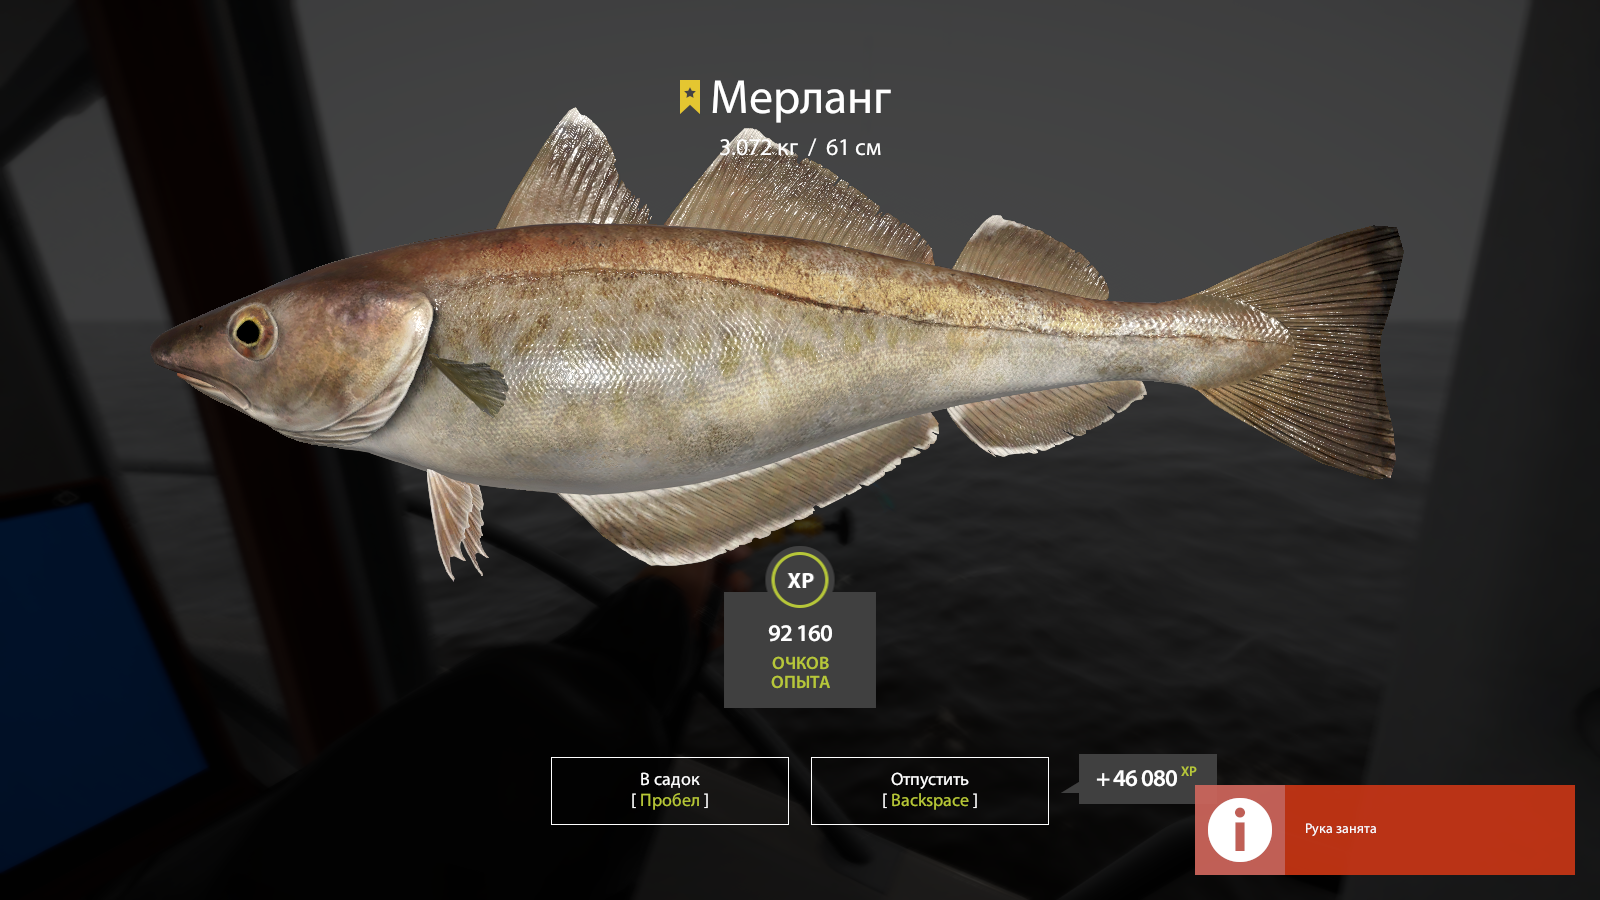 Мерланг
3.072 кг / 61 см
XP
92 160
ОЧКОВ
ОПЫТА
В садок
[ Пробел ]
Отпустить
[ Backspace ]
+46 080 XP
Рука занята